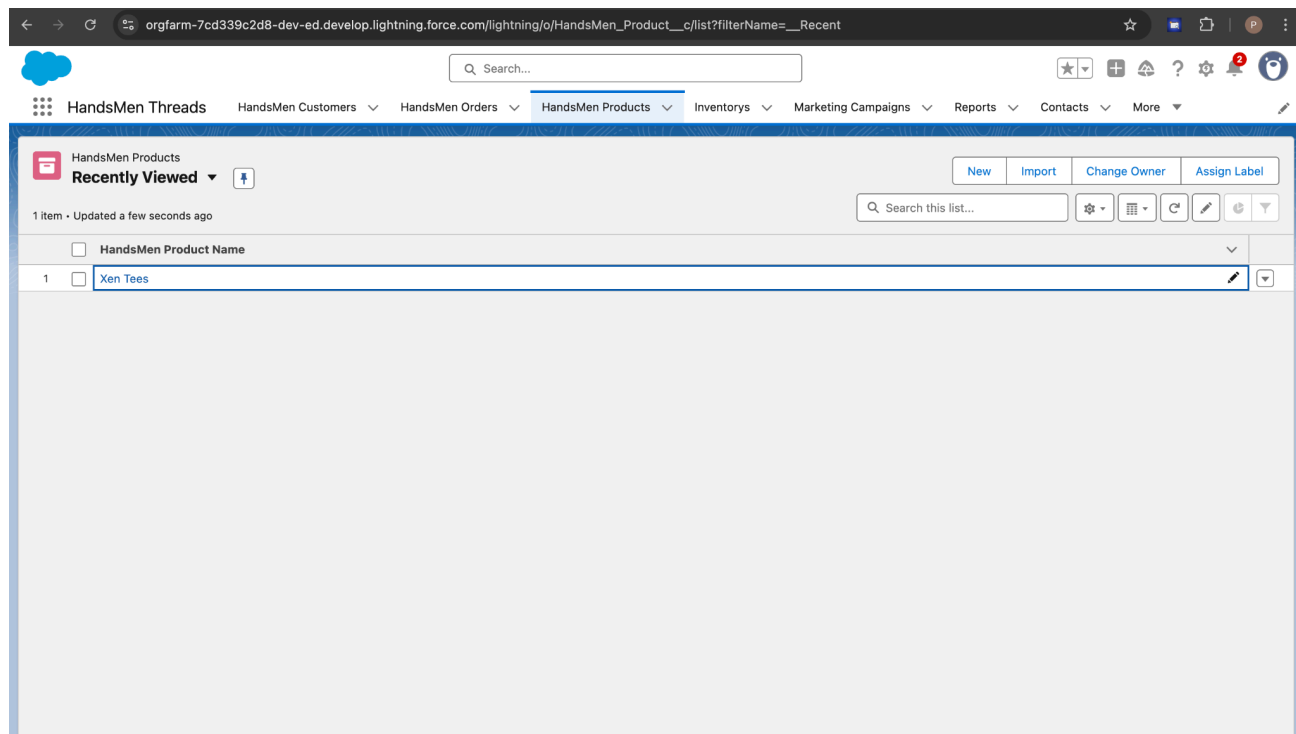 orgfarm-7cd339c2d8-dev-ed.develop.lightning.force.com/lightning/o/HandsMen_Product__c/list?filterName=__Recent
P
Search...
2
HandsMen Threads HandsMen Customers HandsMen Orders HandsMen Products Inventorys Marketing Campaigns Reports Contacts More
HandsMen Products
Recently Viewed
New Import Change Owner Assign Label
1 item • Updated a few seconds ago
Search this list...
HandsMen Product Name
1 Xen Tees